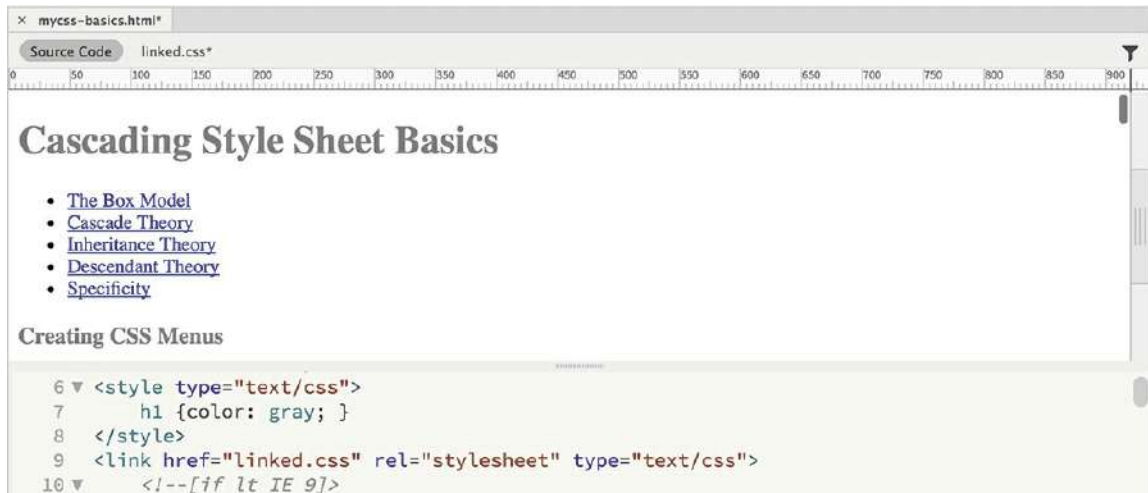 × mycss-basics.html*
Source Code linked.css*
0 50 100 150 200 250 300 350 400 450 500 550 600 650 700 750 800 850 900
Cascading Style Sheet Basics
• The Box Model
• Cascade Theory
• Inheritance Theory
• Descendant Theory
• Specificity
Creating CSS Menus
6 ▼ <style type="text/css">
7 h1 {color: gray; }
8 </style>
9 <link href="linked.css" rel="stylesheet" type="text/css">
10 ▼ <!--[if lt IE 9]>